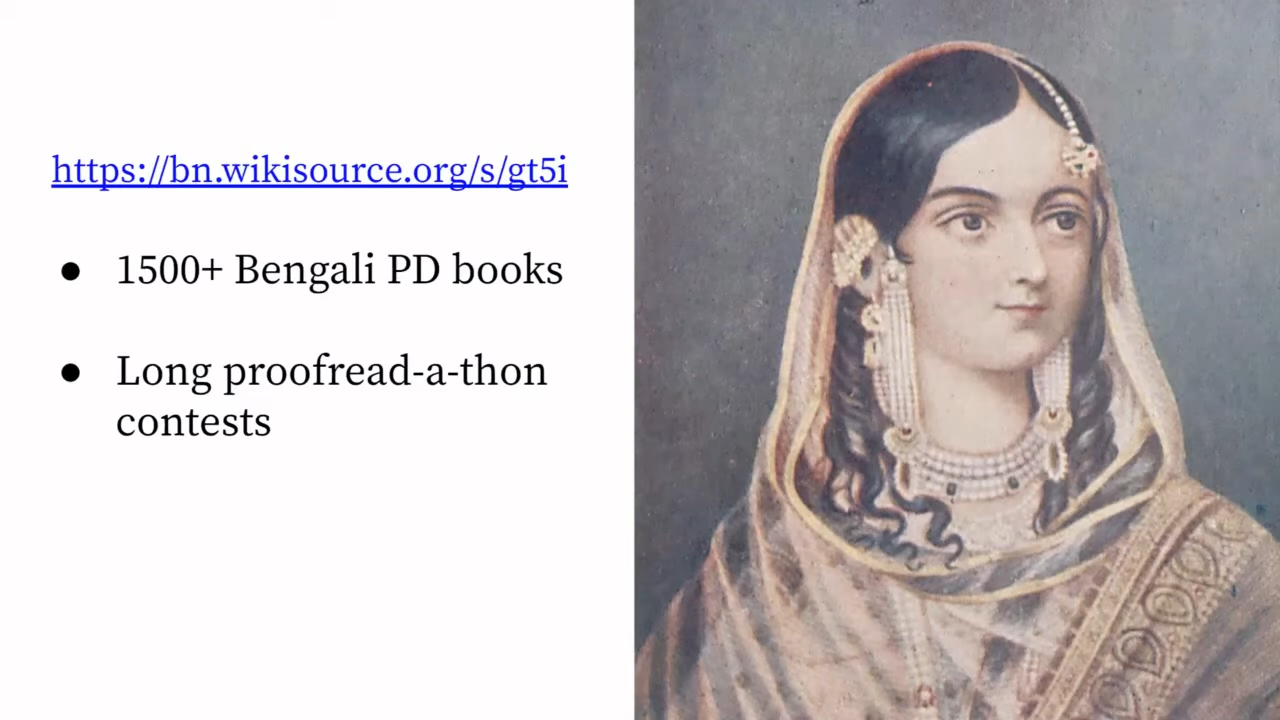 https://bn.wikisource.org/s/gt5i
● 1500+ Bengali PD books
● Long proofread-a-thon
contests